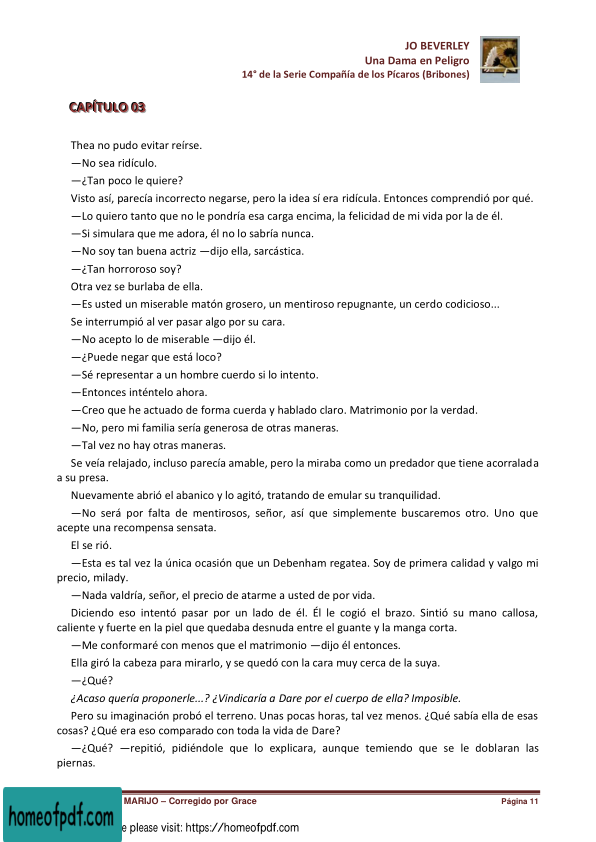 JO BEVERLEY
Una Dama en Peligro
14° de la Serie Compañía de los Pícaros (Bribones)
CAPÍTULO 03
Thea no pudo evitar reírse.
—No sea ridículo.
—¿Tan poco le quiere?
Visto así, parecía incorrecto negarse, pero la idea sí era ridícula. Entonces comprendió por qué.
—Lo quiero tanto que no le pondría esa carga encima, la felicidad de mi vida por la de él.
—Si simulara que me adora, él no lo sabría nunca.
—No soy tan buena actriz —dijo ella, sarcástica.
—¿Tan horroroso soy?
Otra vez se burlaba de ella.
—Es usted un miserable matón grosero, un mentiroso repugnante, un cerdo codicioso...
Se interrumpió al ver pasar algo por su cara.
—No acepto lo de miserable —dijo él.
—¿Puede negar que está loco?
—Sé representar a un hombre cuerdo si lo intento.
—Entonces inténtelo ahora.
—Creo que he actuado de forma cuerda y hablado claro. Matrimonio por la verdad.
—No, pero mi familia sería generosa de otras maneras.
—Tal vez no hay otras maneras.
Se veía relajado, incluso parecía amable, pero la miraba como un predador que tiene acorralada
a su presa.
Nuevamente abrió el abanico y lo agitó, tratando de emular su tranquilidad.
—No será por falta de mentirosos, señor, así que simplemente buscaremos otro. Uno que
acepte una recompensa sensata.
El se rió.
—Esta es tal vez la única ocasión que un Debenham regatea. Soy de primera calidad y valgo mi
precio, milady.
—Nada valdría, señor, el precio de atarme a usted de por vida.
Diciendo eso intentó pasar por un lado de él. Él le cogió el brazo. Sintió su mano callosa,
caliente y fuerte en la piel que quedaba desnuda entre el guante y la manga corta.
—Me conformaré con menos que el matrimonio —dijo él entonces.
Ella giró la cabeza para mirarlo, y se quedó con la cara muy cerca de la suya.
—¿Qué?
¿Acaso quería proponerle...? ¿Vindicaría a Dare por el cuerpo de ella? Imposible.
Pero su imaginación probó el terreno. Unas pocas horas, tal vez menos. ¿Qué sabía ella de esas
cosas? ¿Qué era eso comparado con toda la vida de Dare?
—¿Qué? —repitió, pidiéndole que lo explicara, aunque temiendo que se le doblaran las
piernas.
MARIJO – Corregido por Grace
Página 11
homeofpdf.com
e please visit: https://homeofpdf.com